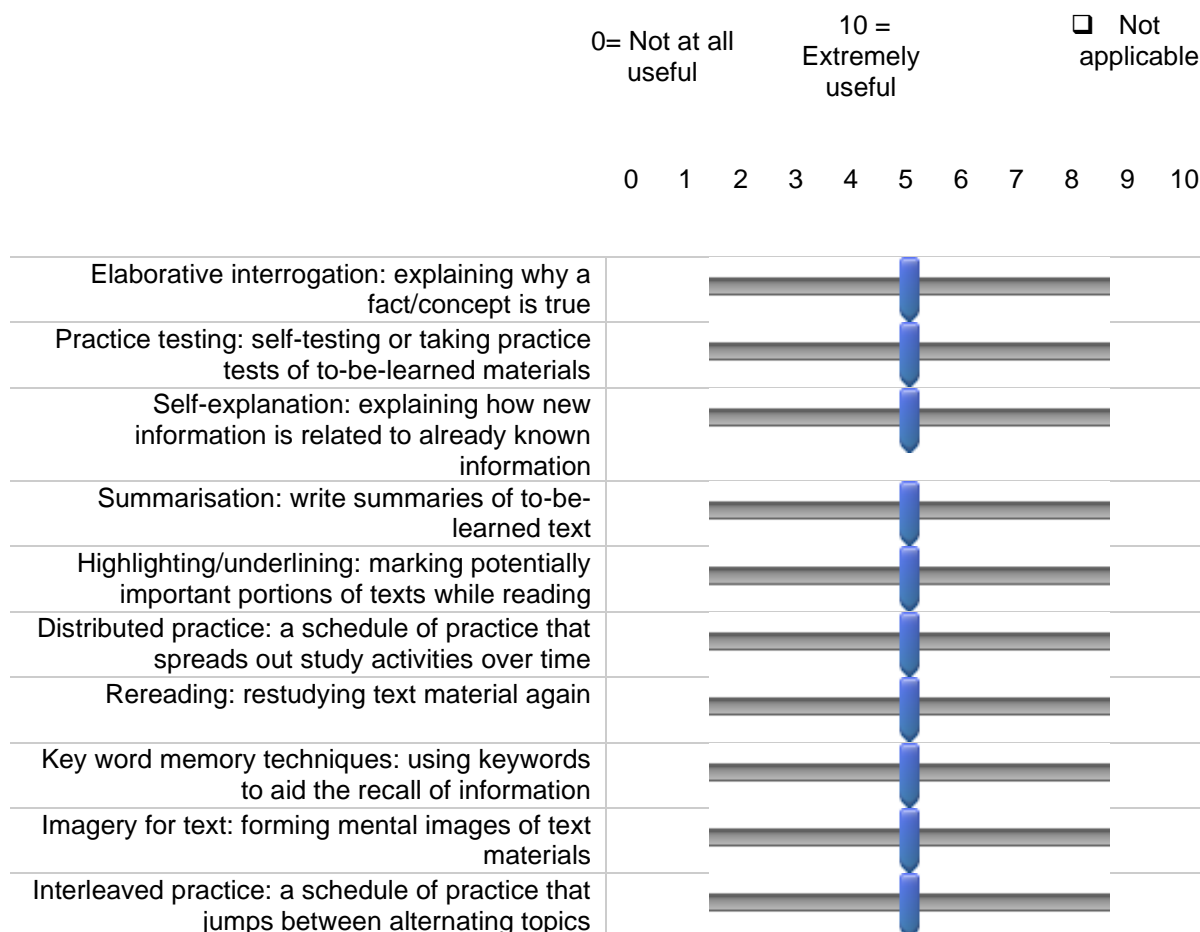 0= Not at all
useful
10 =
Extremely
useful
❑ Not
applicable
0 1 2 3 4 5 6 7 8 9 10
Elaborative interrogation: explaining why a
fact/concept is true
Practice testing: self-testing or taking practice
tests of to-be-learned materials
Self-explanation: explaining how new
information is related to already known
information
Summarisation: write summaries of to-be-
learned text
Highlighting/underlining: marking potentially
important portions of texts while reading
Distributed practice: a schedule of practice that
spreads out study activities over time
Rereading: restudying text material again
Key word memory techniques: using keywords
to aid the recall of information
Imagery for text: forming mental images of text
materials
Interleaved practice: a schedule of practice that
jumps between alternating topics